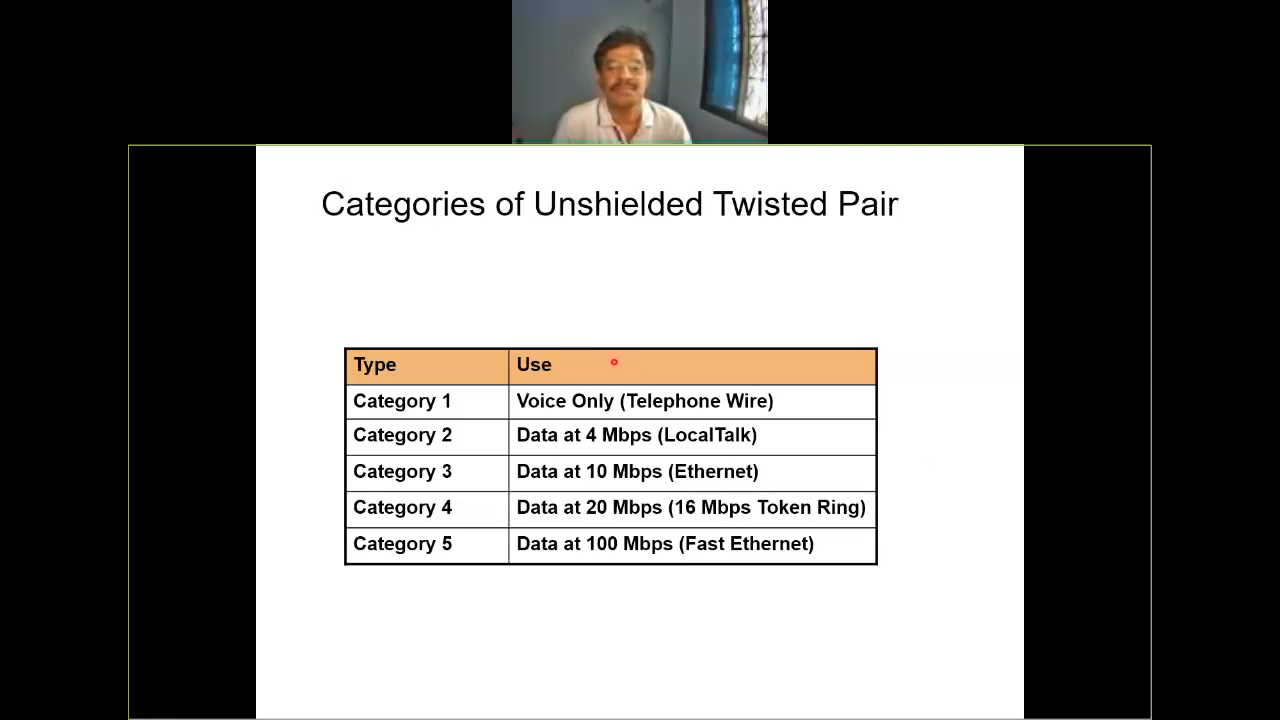 Categories of Unshielded Twisted Pair
Type Use
Category 1 Voice Only (Telephone Wire)
Category 2 Data at 4 Mbps (LocalTalk)
Category 3 Data at 10 Mbps (Ethernet)
Category 4 Data at 20 Mbps (16 Mbps Token Ring)
Category 5 Data at 100 Mbps (Fast Ethernet)